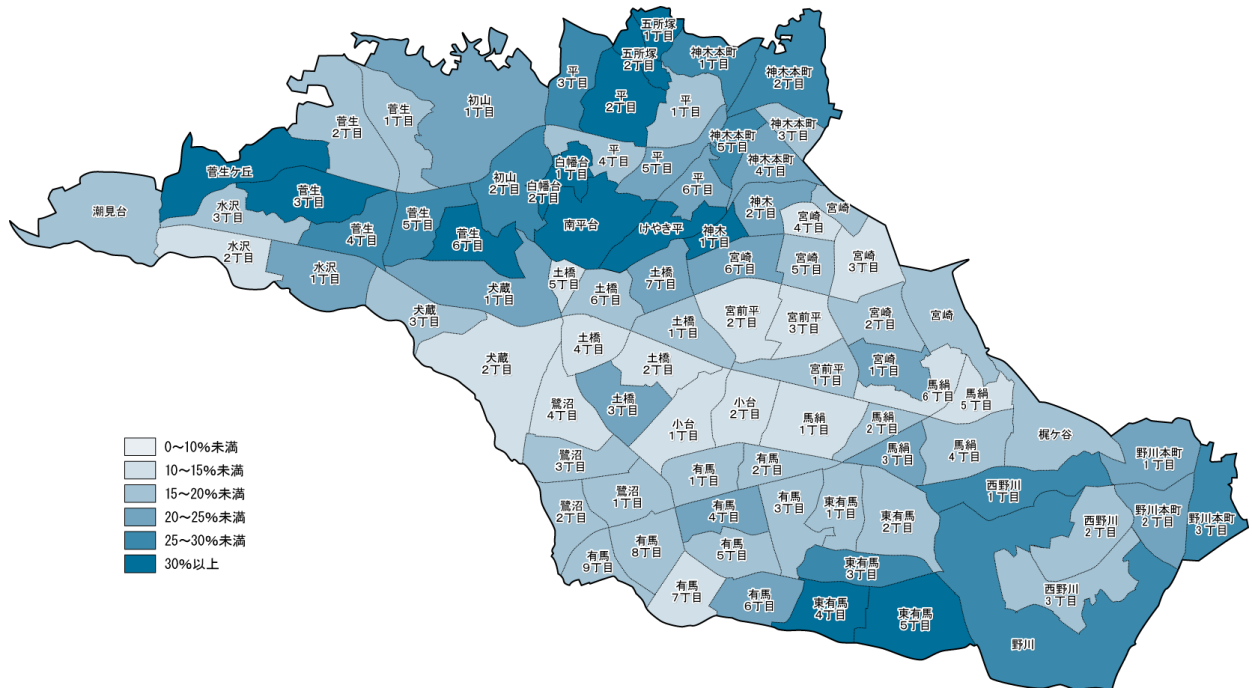 五所塚
1丁目
五所塚
2丁目
神木本町
1丁目
神木本町
2丁目
平
3丁目
平
2丁目
平
1丁目
初山
1丁目
菅生
1丁目
菅生
2丁目
神木本町
3丁目
神木本町
5丁目
神木本町
4丁目
平
4丁目
平
5丁目
平
6丁目
白幡台
1丁目
白幡台
2丁目
初山
2丁目
菅生ケ丘
菅生
3丁目
潮見台
水沢
3丁目
菅生
4丁目
菅生
5丁目
菅生
6丁目
南平台
けやき平
神木
1丁目
神木
2丁目
宮崎
4丁目
宮崎
水沢
2丁目
水沢
1丁目
犬蔵
1丁目
土橋
5丁目
土橋
6丁目
土橋
7丁目
宮崎
6丁目
宮崎
5丁目
宮崎
3丁目
犬蔵
3丁目
犬蔵
2丁目
土橋
4丁目
土橋
1丁目
土橋
2丁目
土橋
3丁目
宮前平
2丁目
宮前平
3丁目
宮前平
1丁目
宮崎
2丁目
宮崎
宮崎
1丁目
馬絹
6丁目
馬絹
5丁目
鷺沼
4丁目
小台
1丁目
小台
2丁目
馬絹
1丁目
馬絹
2丁目
馬絹
3丁目
馬絹
4丁目
梶ケ谷
野川本町
1丁目
鷺沼
3丁目
鷺沼
1丁目
鷺沼
2丁目
有馬
1丁目
有馬
2丁目
有馬
3丁目
東有馬
1丁目
東有馬
2丁目
西野川
1丁目
西野川
2丁目
野川本町
2丁目
野川本町
3丁目
有馬
9丁目
有馬
8丁目
有馬
4丁目
有馬
5丁目
東有馬
3丁目
西野川
3丁目
有馬
7丁目
有馬
6丁目
東有馬
4丁目
東有馬
5丁目
野川
0～10%未満
10～15%未満
15～20%未満
20～25%未満
25～30%未満
30%以上